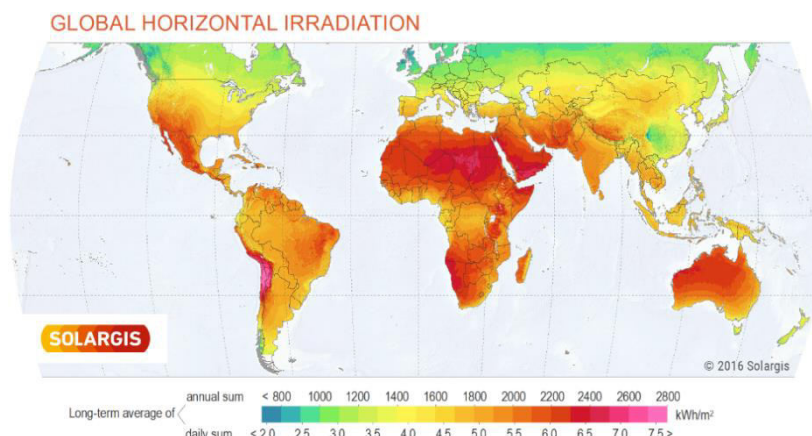 GLOBAL HORIZONTAL IRRADIATION
SOLARGIS
© 2016 Solargis
annual sum < 800 1000 1200 1400 1600 1800 2000 2200 2400 2600 2800
Long-term average of kWh/m²
daily sum < 2.0 2.5 3.0 3.5 4.0 4.5 5.0 5.5 6.0 6.5 7.0 7.5 >